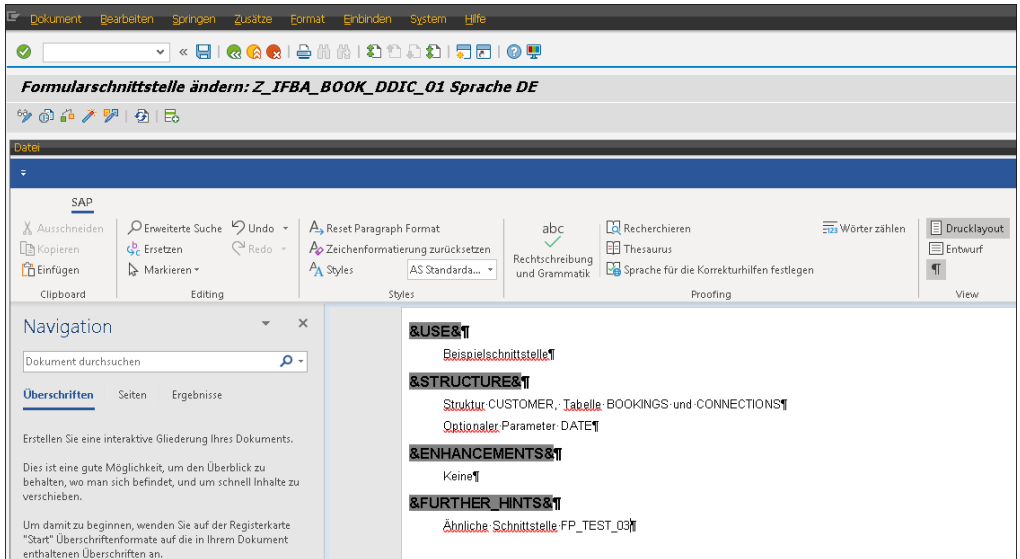 Dokument Bearbeiten Springen Zusätze Format Einbinden System Hilfe
Formularschnittstelle ändern: Z_IFBA_BOOK_DDIC_01 Sprache DE
Datei
SAP
Ausschneiden
Kopieren
Einfügen
Clipboard
Erweiterte Suche
Ersetzen
Markieren
Undo
Redo
Editing
Reset Paragraph Format
Zeichenformatierung zurücksetzen
Styles
AS Standarda...
Styles
abc
Rechtschreibung
und Grammatik
Recherchieren
Thesaurus
Sprache für die Korrekturhilfen festlegen
Wörter zählen
123
Proofing
Drucklayout
Entwurf
¶
View
Navigation
Dokument durchsuchen
Überschriften Seiten Ergebnisse
Erstellen Sie eine interaktive Gliederung Ihres Dokuments.
Dies ist eine gute Möglichkeit, um den Überblick zu
behalten, wo man sich befindet, und um schnell Inhalte zu
verschieben.
Um damit zu beginnen, wenden Sie auf der Registerkarte
"Start" Überschriftenformate auf die in Ihrem Dokument
enthaltenen Überschriften an.
&USE&¶
Beispielschnittstelle¶
&STRUCTURE&¶
Struktur·CUSTOMER,·Tabelle·BOOKINGS·und·CONNECTIONS¶
Optionaler·Parameter·DATE¶
&ENHANCEMENTS&¶
Keine¶
&FURTHER_HINTS&¶
Ähnliche·Schnittstelle·FP_TEST_03¶